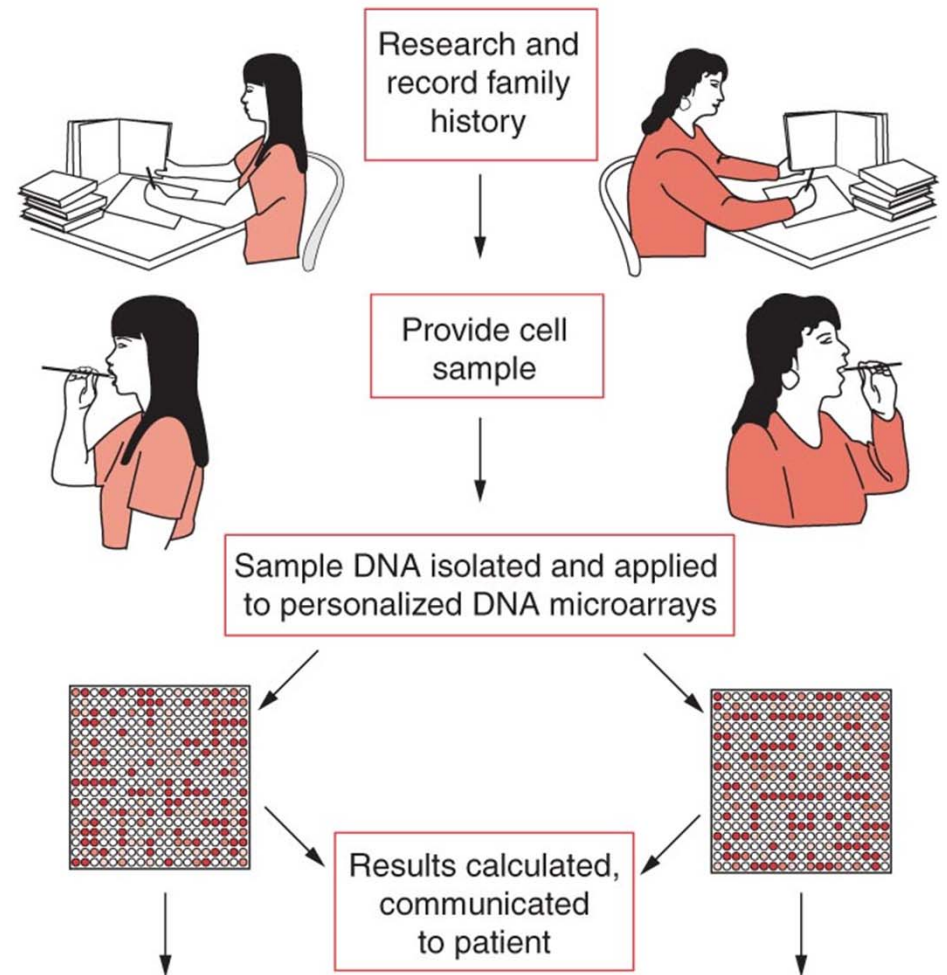 Research and
record family
history
Provide cell
sample
Sample DNA isolated and applied
to personalized DNA microarrays
Results calculated,
communicated
to patient